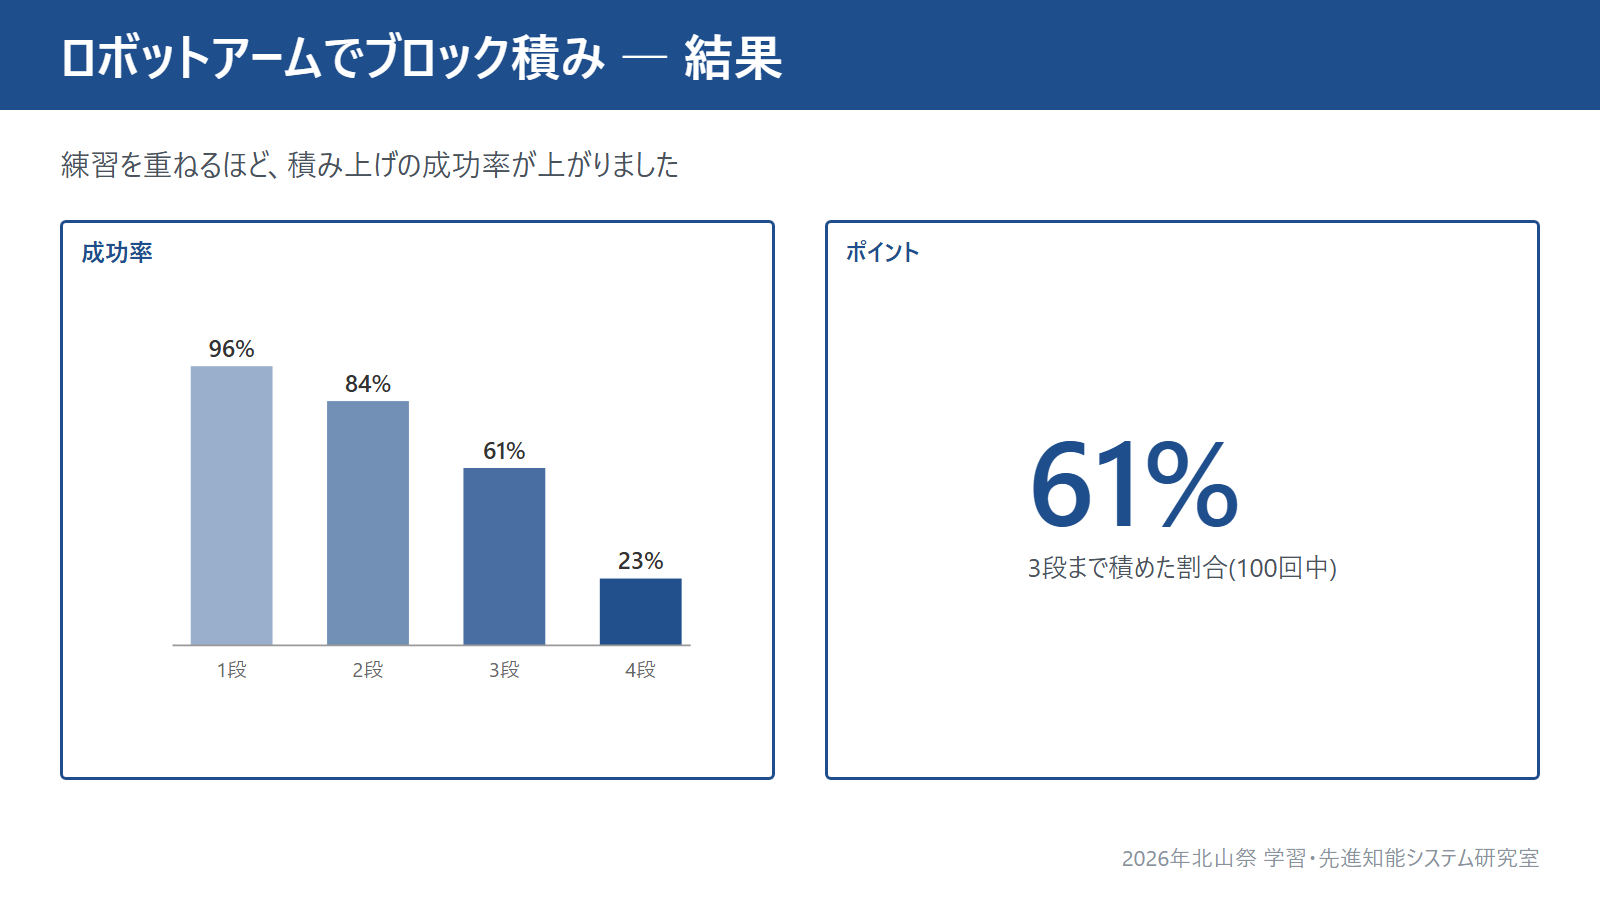 ロボットアームでブロック積み ― 結果
練習を重ねるほど、積み上げの成功率が上がりました
成功率
96%
84%
61%
23%
1段
2段
3段
4段
ポイント
61%
3段まで積めた割合(100回中)
2026年北山祭 学習・先進知能システム研究室